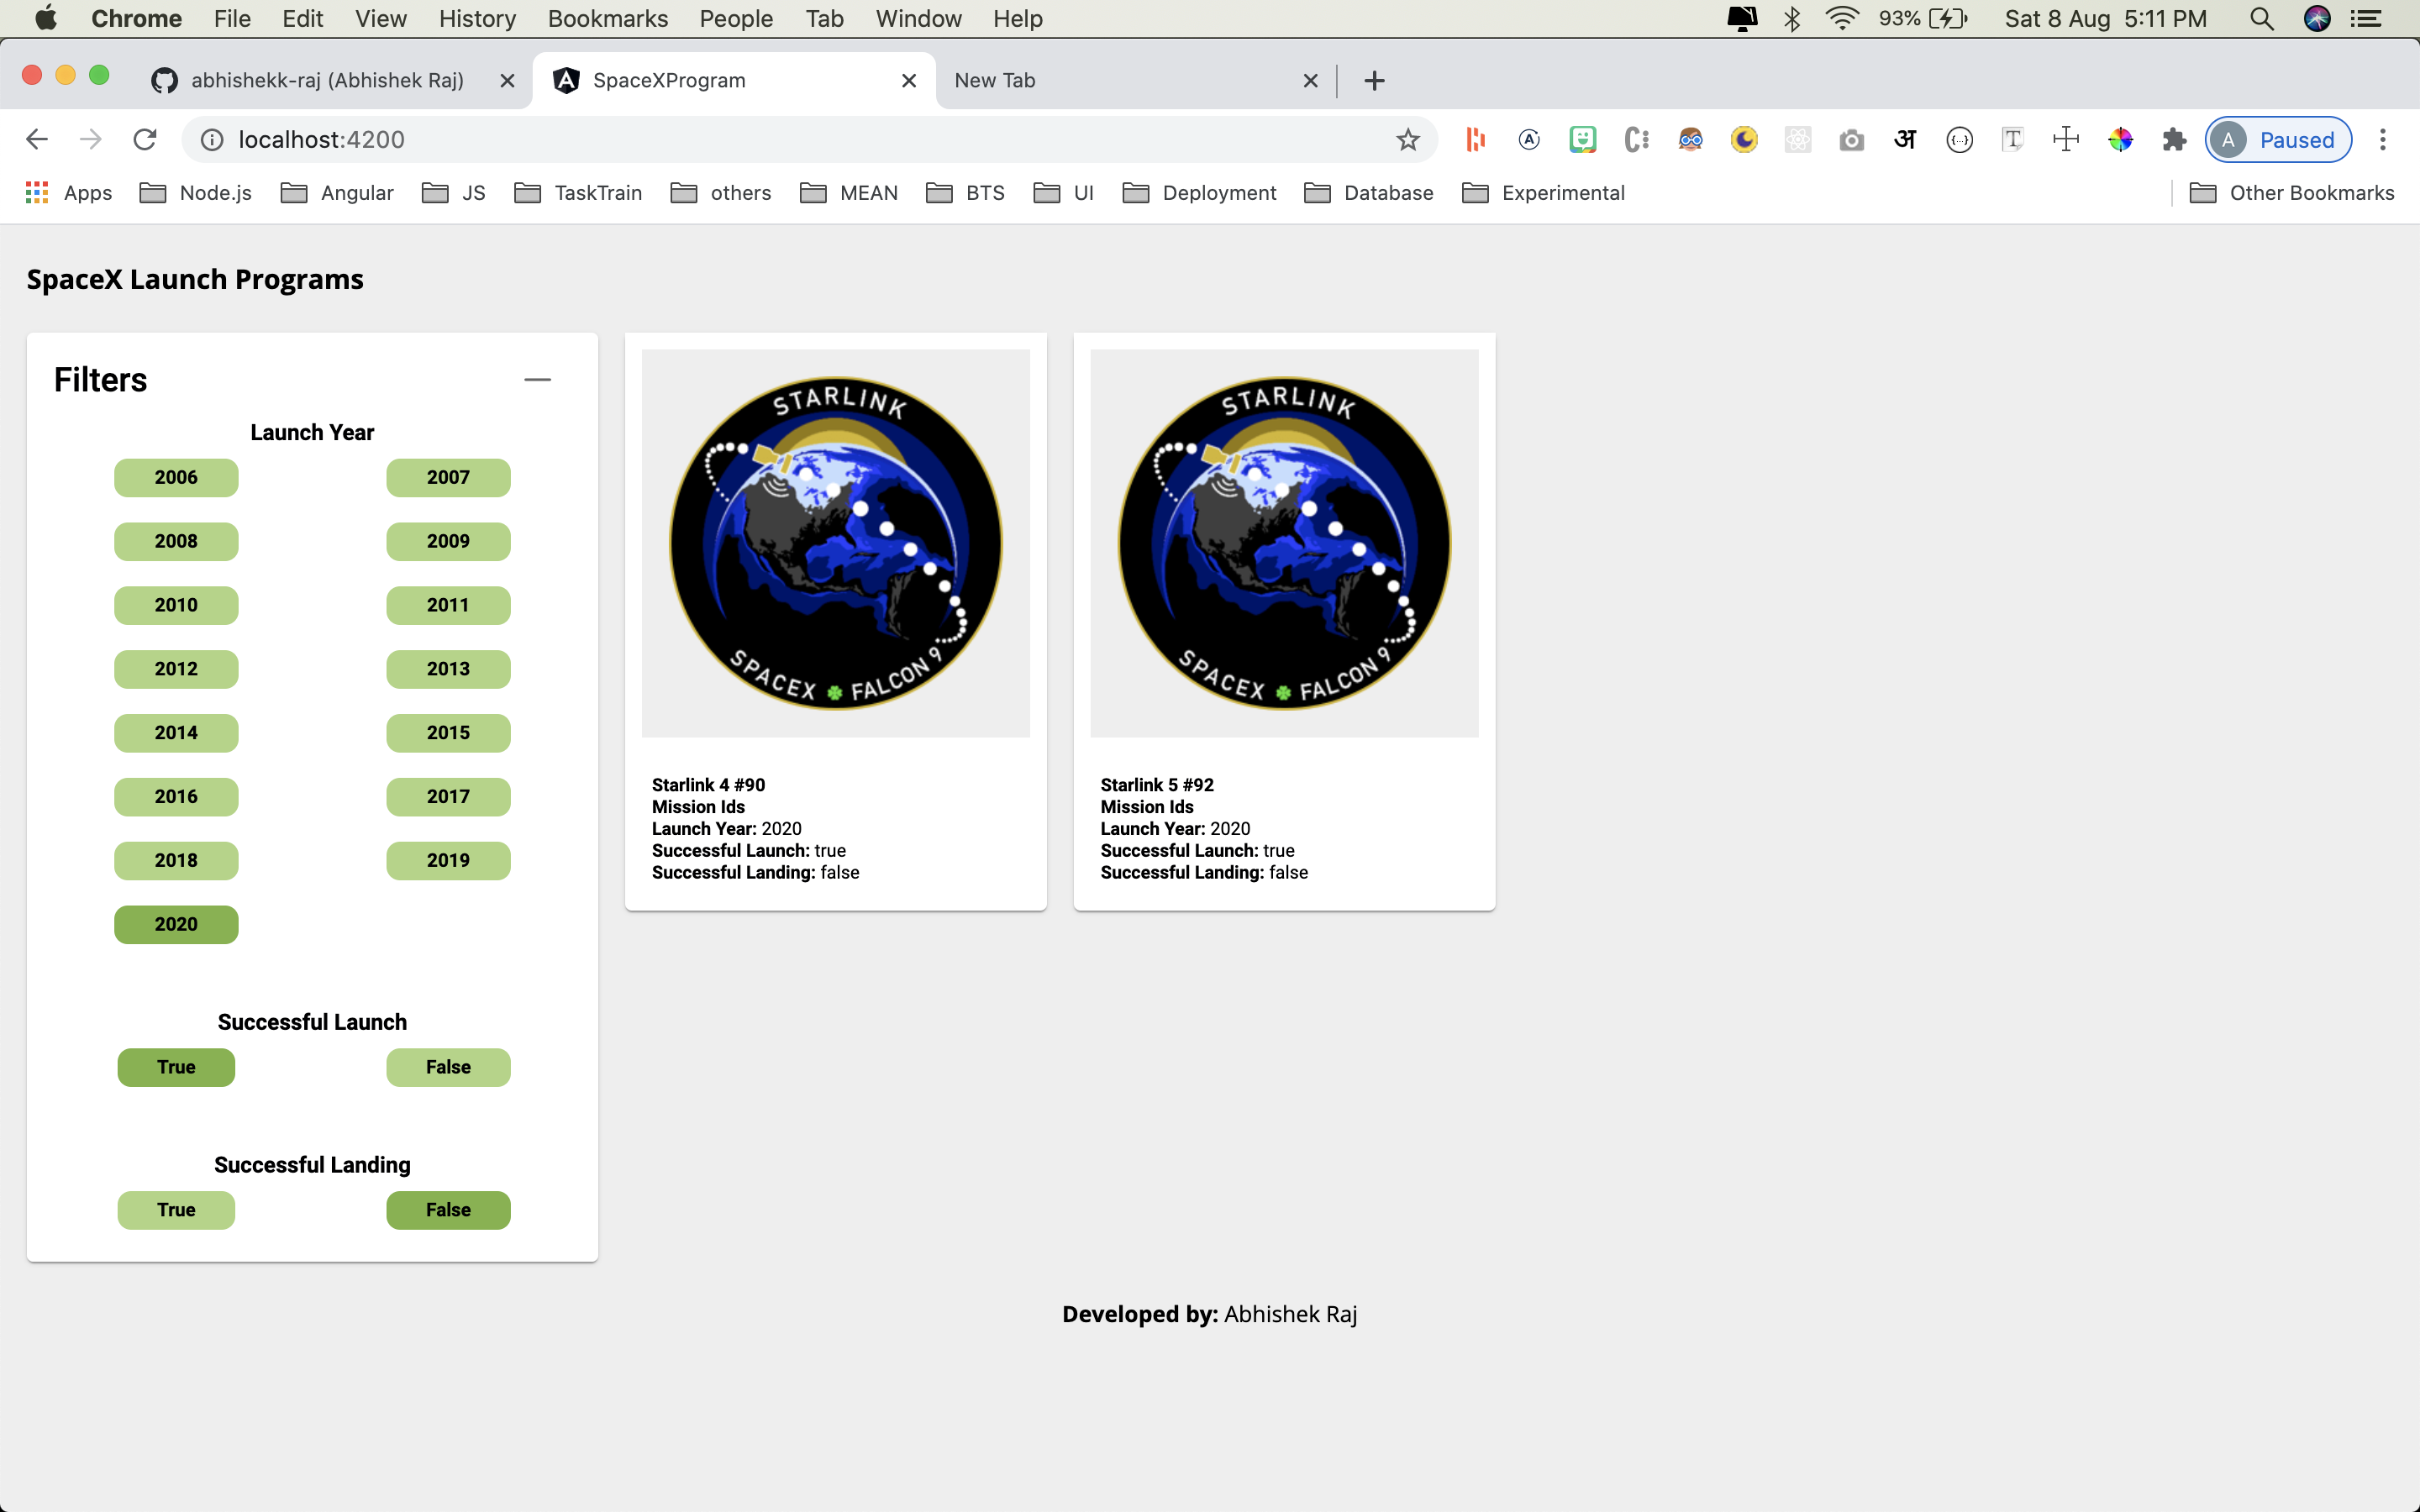 Chrome File Edit View History Bookmarks People Tab Window Help 93% Sat 8 Aug 5:11 PM
abhishekk-raj (Abhishek Raj) SpaceXProgram New Tab
localhost:4200 अ A Paused
Apps Node.js Angular JS TaskTrain others MEAN BTS UI Deployment Database Experimental Other Bookmarks
SpaceX Launch Programs
Filters
Launch Year
2006 2007
2008 2009
2010 2011
2012 2013
2014 2015
2016 2017
2018 2019
2020
Successful Launch
True False
Successful Landing
True False
STARLINK
SPACEX FALCON 9
Starlink 4 #90
Mission Ids
Launch Year: 2020
Successful Launch: true
Successful Landing: false
STARLINK
SPACEX FALCON 9
Starlink 5 #92
Mission Ids
Launch Year: 2020
Successful Launch: true
Successful Landing: false
Developed by: Abhishek Raj